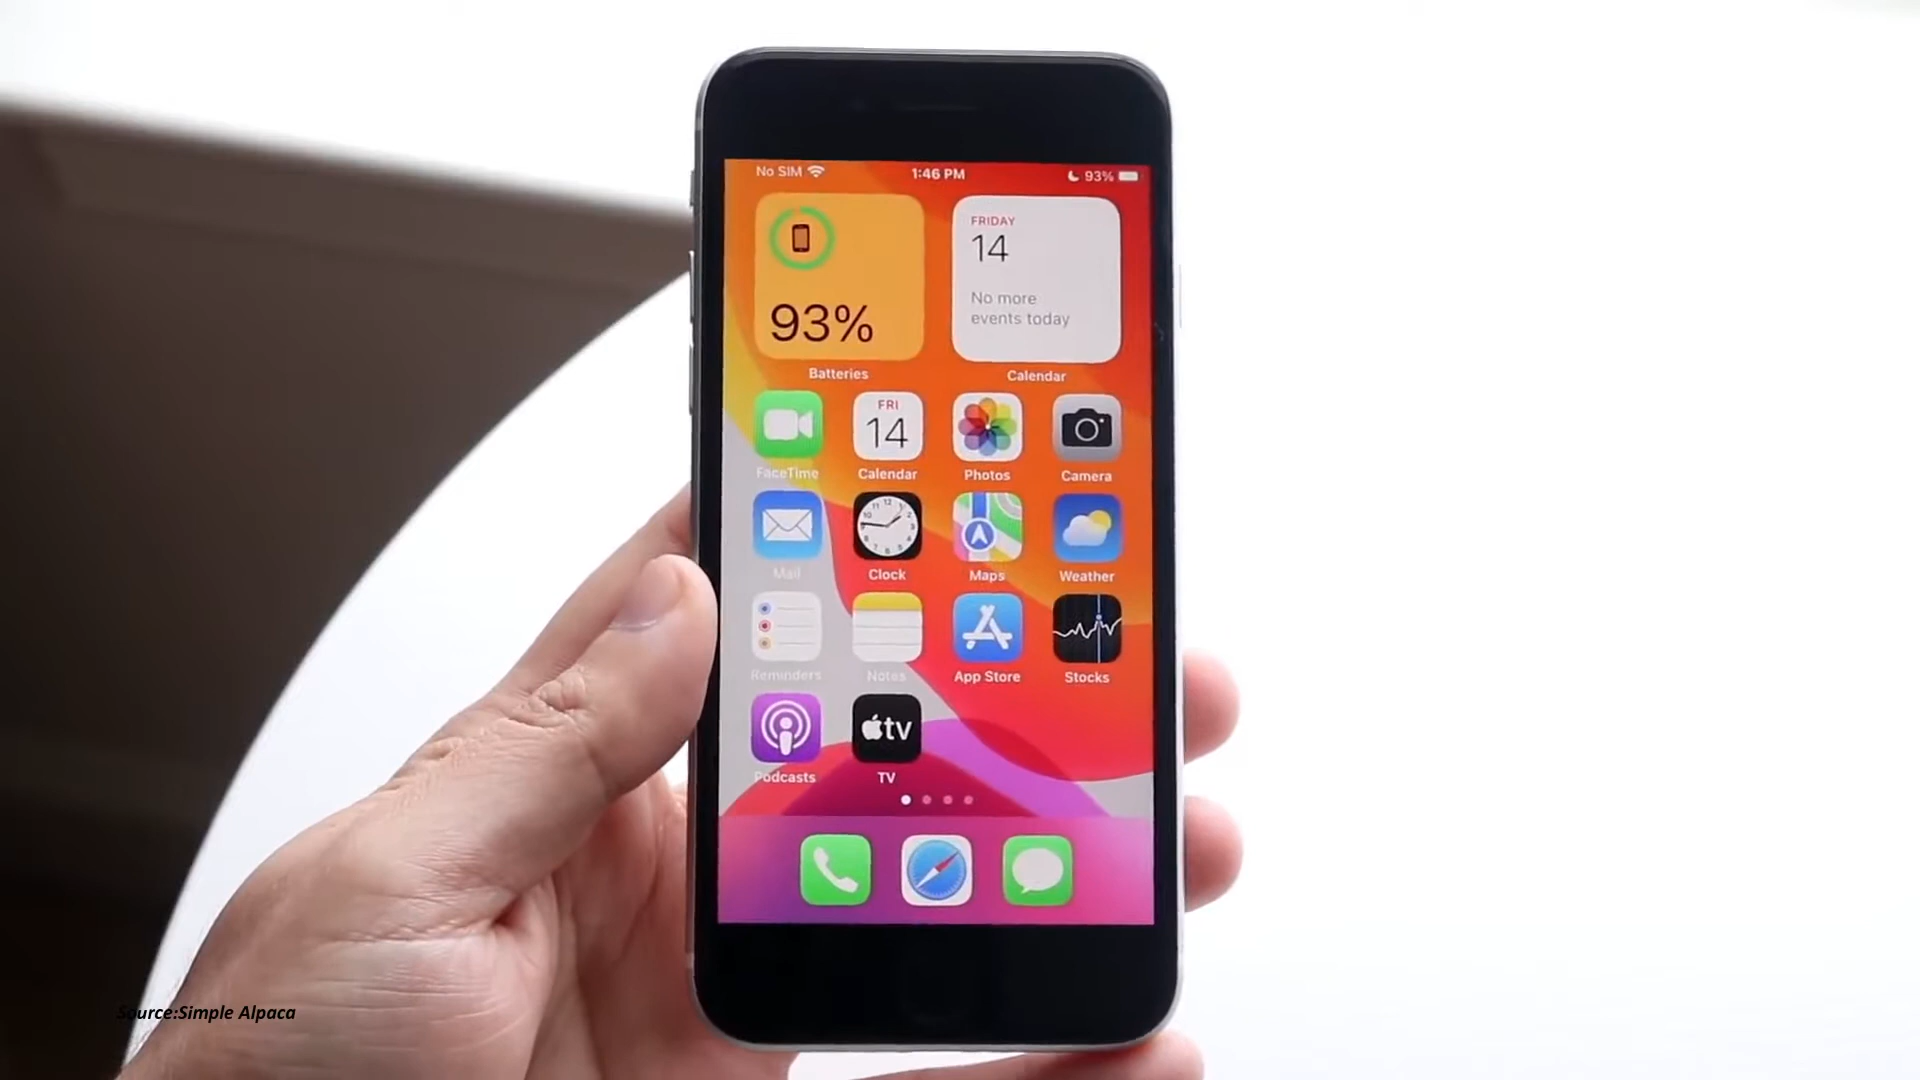 No SIM
1:46 PM
93%
93%
Batteries
FRIDAY
14
No more
events today
Calendar
FaceTime
FRI
14
Calendar
Photos
Camera
Mail
Clock
Maps
Weather
Reminders
Notes
App Store
Stocks
Podcasts
tv
TV
Source:Simple Alpaca